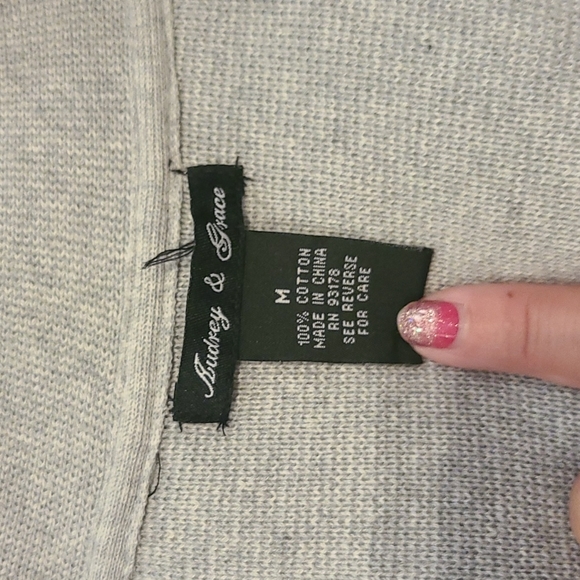 Audrey & Grace
M
100% COTTON
MADE IN CHINA
RN 93178
SEE REVERSE
FOR CARE